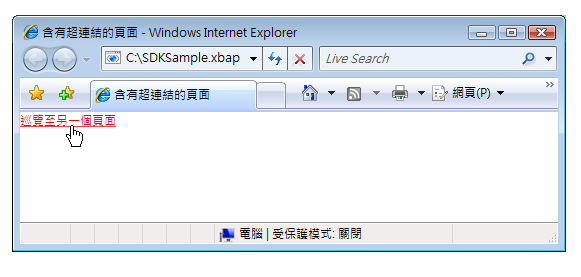 含有超連結的頁面 - Windows Internet Explorer
C:\SDKSample.xbap
Live Search
含有超連結的頁面
網頁(P)
巡覽至另一個頁面
電腦 | 受保護模式: 關閉